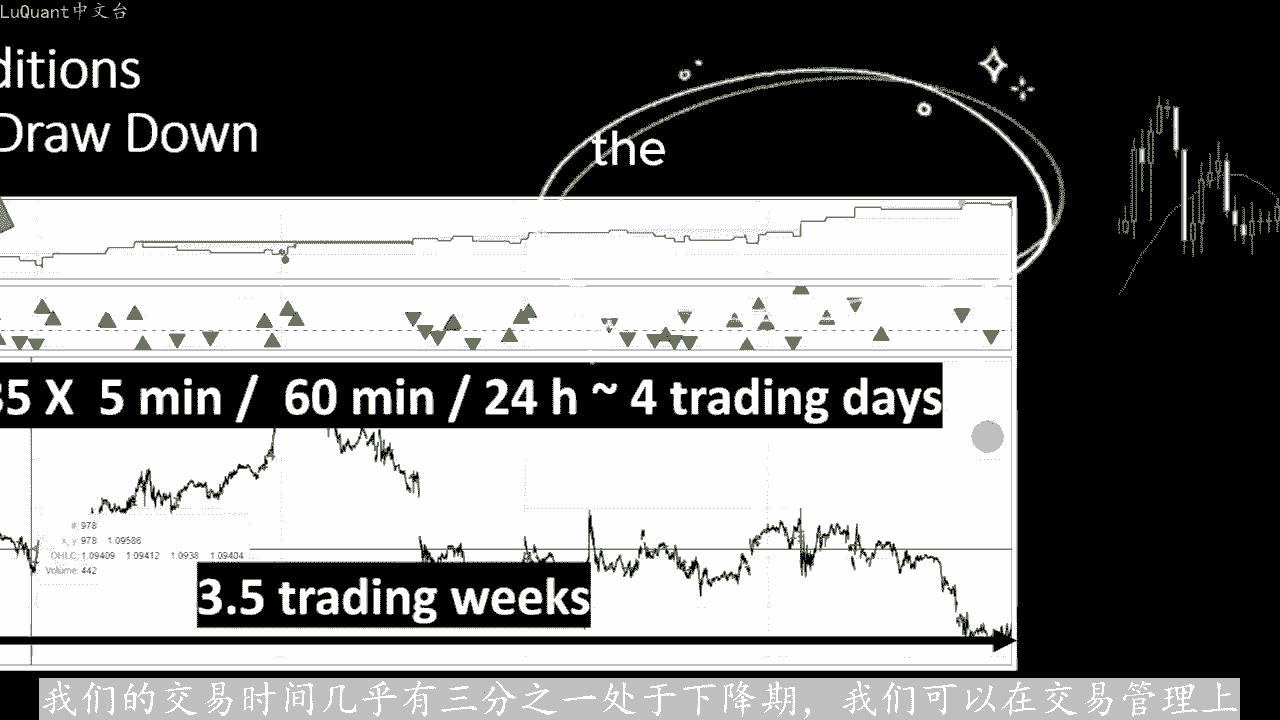 LuQuant中文台
ditions
Draw Down
the
35 X 5 min / 60 min / 24 h ~ 4 trading days
#: 978
x, y: 978 1.09586
OHLC: 1.09409 1.09412 1.0938 1.09404
Volume: 442
3.5 trading weeks
我们的交易时间几乎有三分之一处于下降期，我们可以在交易管理上